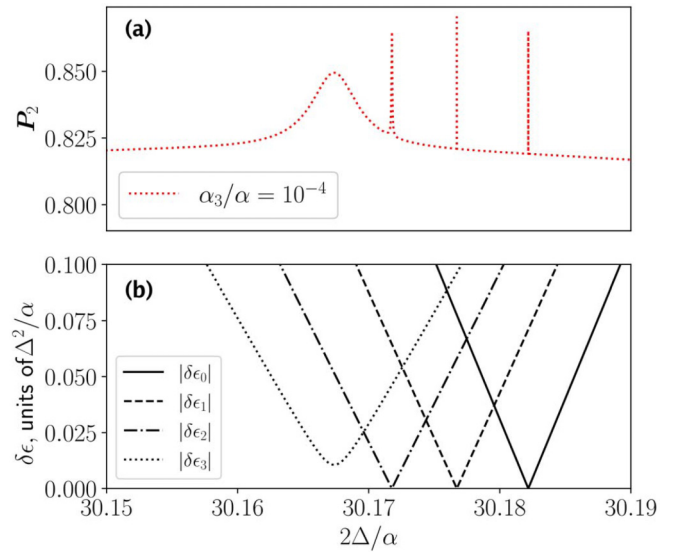 (a)
0.850
0.825
0.800
P₂
α₃/α = 10⁻⁴
(b)
0.100
0.075
0.050
0.025
0.000
δϵ, units of Δ²/α
|δϵ₀|
|δϵ₁|
|δϵ₂|
|δϵ₃|
30.15 30.16 30.17 30.18 30.19
2Δ/α